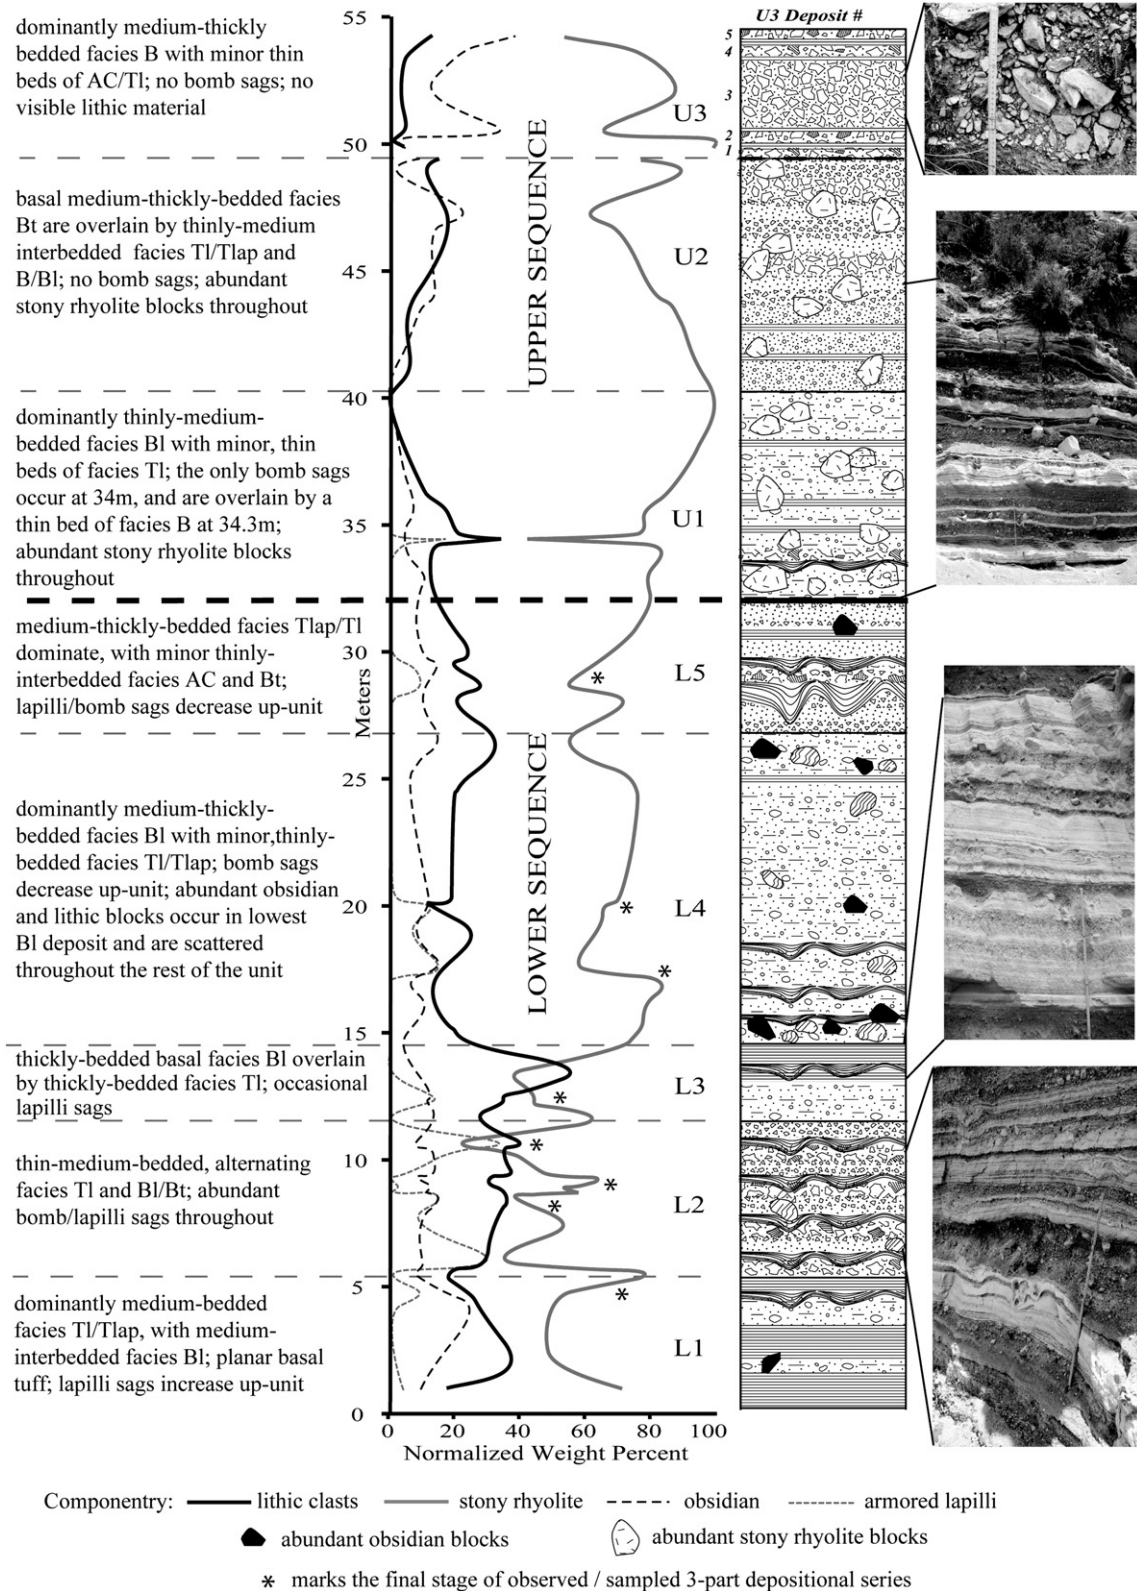 U3 Deposit #
dominantly medium-thickly
bedded facies B with minor thin
beds of AC/Tl; no bomb sags; no
visible lithic material
basal medium-thickly-bedded facies
Bt are overlain by thinly-medium
interbedded facies Tl/Tlap and
B/Bl; no bomb sags; abundant
stony rhyolite blocks throughout
dominantly thinly-medium-
bedded facies Bl with minor, thin
beds of facies Tl; the only bomb sags
occur at 34m, and are overlain by a
thin bed of facies B at 34.3m;
abundant stony rhyolite blocks
throughout
medium-thickly-bedded facies Tlap/Tl
dominate, with minor thinly-
interbedded facies AC and Bt;
lapilli/bomb sags decrease up-unit
dominantly medium-thickly-
bedded facies Bl with minor,thinly-
bedded facies Tl/Tlap; bomb sags
decrease up-unit; abundant obsidian
and lithic blocks occur in lowest
Bl deposit and are scattered
throughout the rest of the unit
thickly-bedded basal facies Bl overlain
by thickly-bedded facies Tl; occasional
lapilli sags
thin-medium-bedded, alternating
facies Tl and Bl/Bt; abundant
bomb/lapilli sags throughout
dominantly medium-bedded
facies Tl/Tlap, with medium-
interbedded facies Bl; planar basal
tuff; lapilli sags increase up-unit
55
50
45
40
35
30
Meters
25
20
15
10
5
0
UPPER SEQUENCE
LOWER SEQUENCE
U3
U2
U1
L5
*
L4
*
*
L3
*
*
L2
*
*
*
L1
5
4
3
2
1
0 20 40 60 80 100
Normalized Weight Percent
Componentry: lithic clasts stony rhyolite obsidian armored lapilli
abundant obsidian blocks abundant stony rhyolite blocks
* marks the final stage of observed / sampled 3-part depositional series